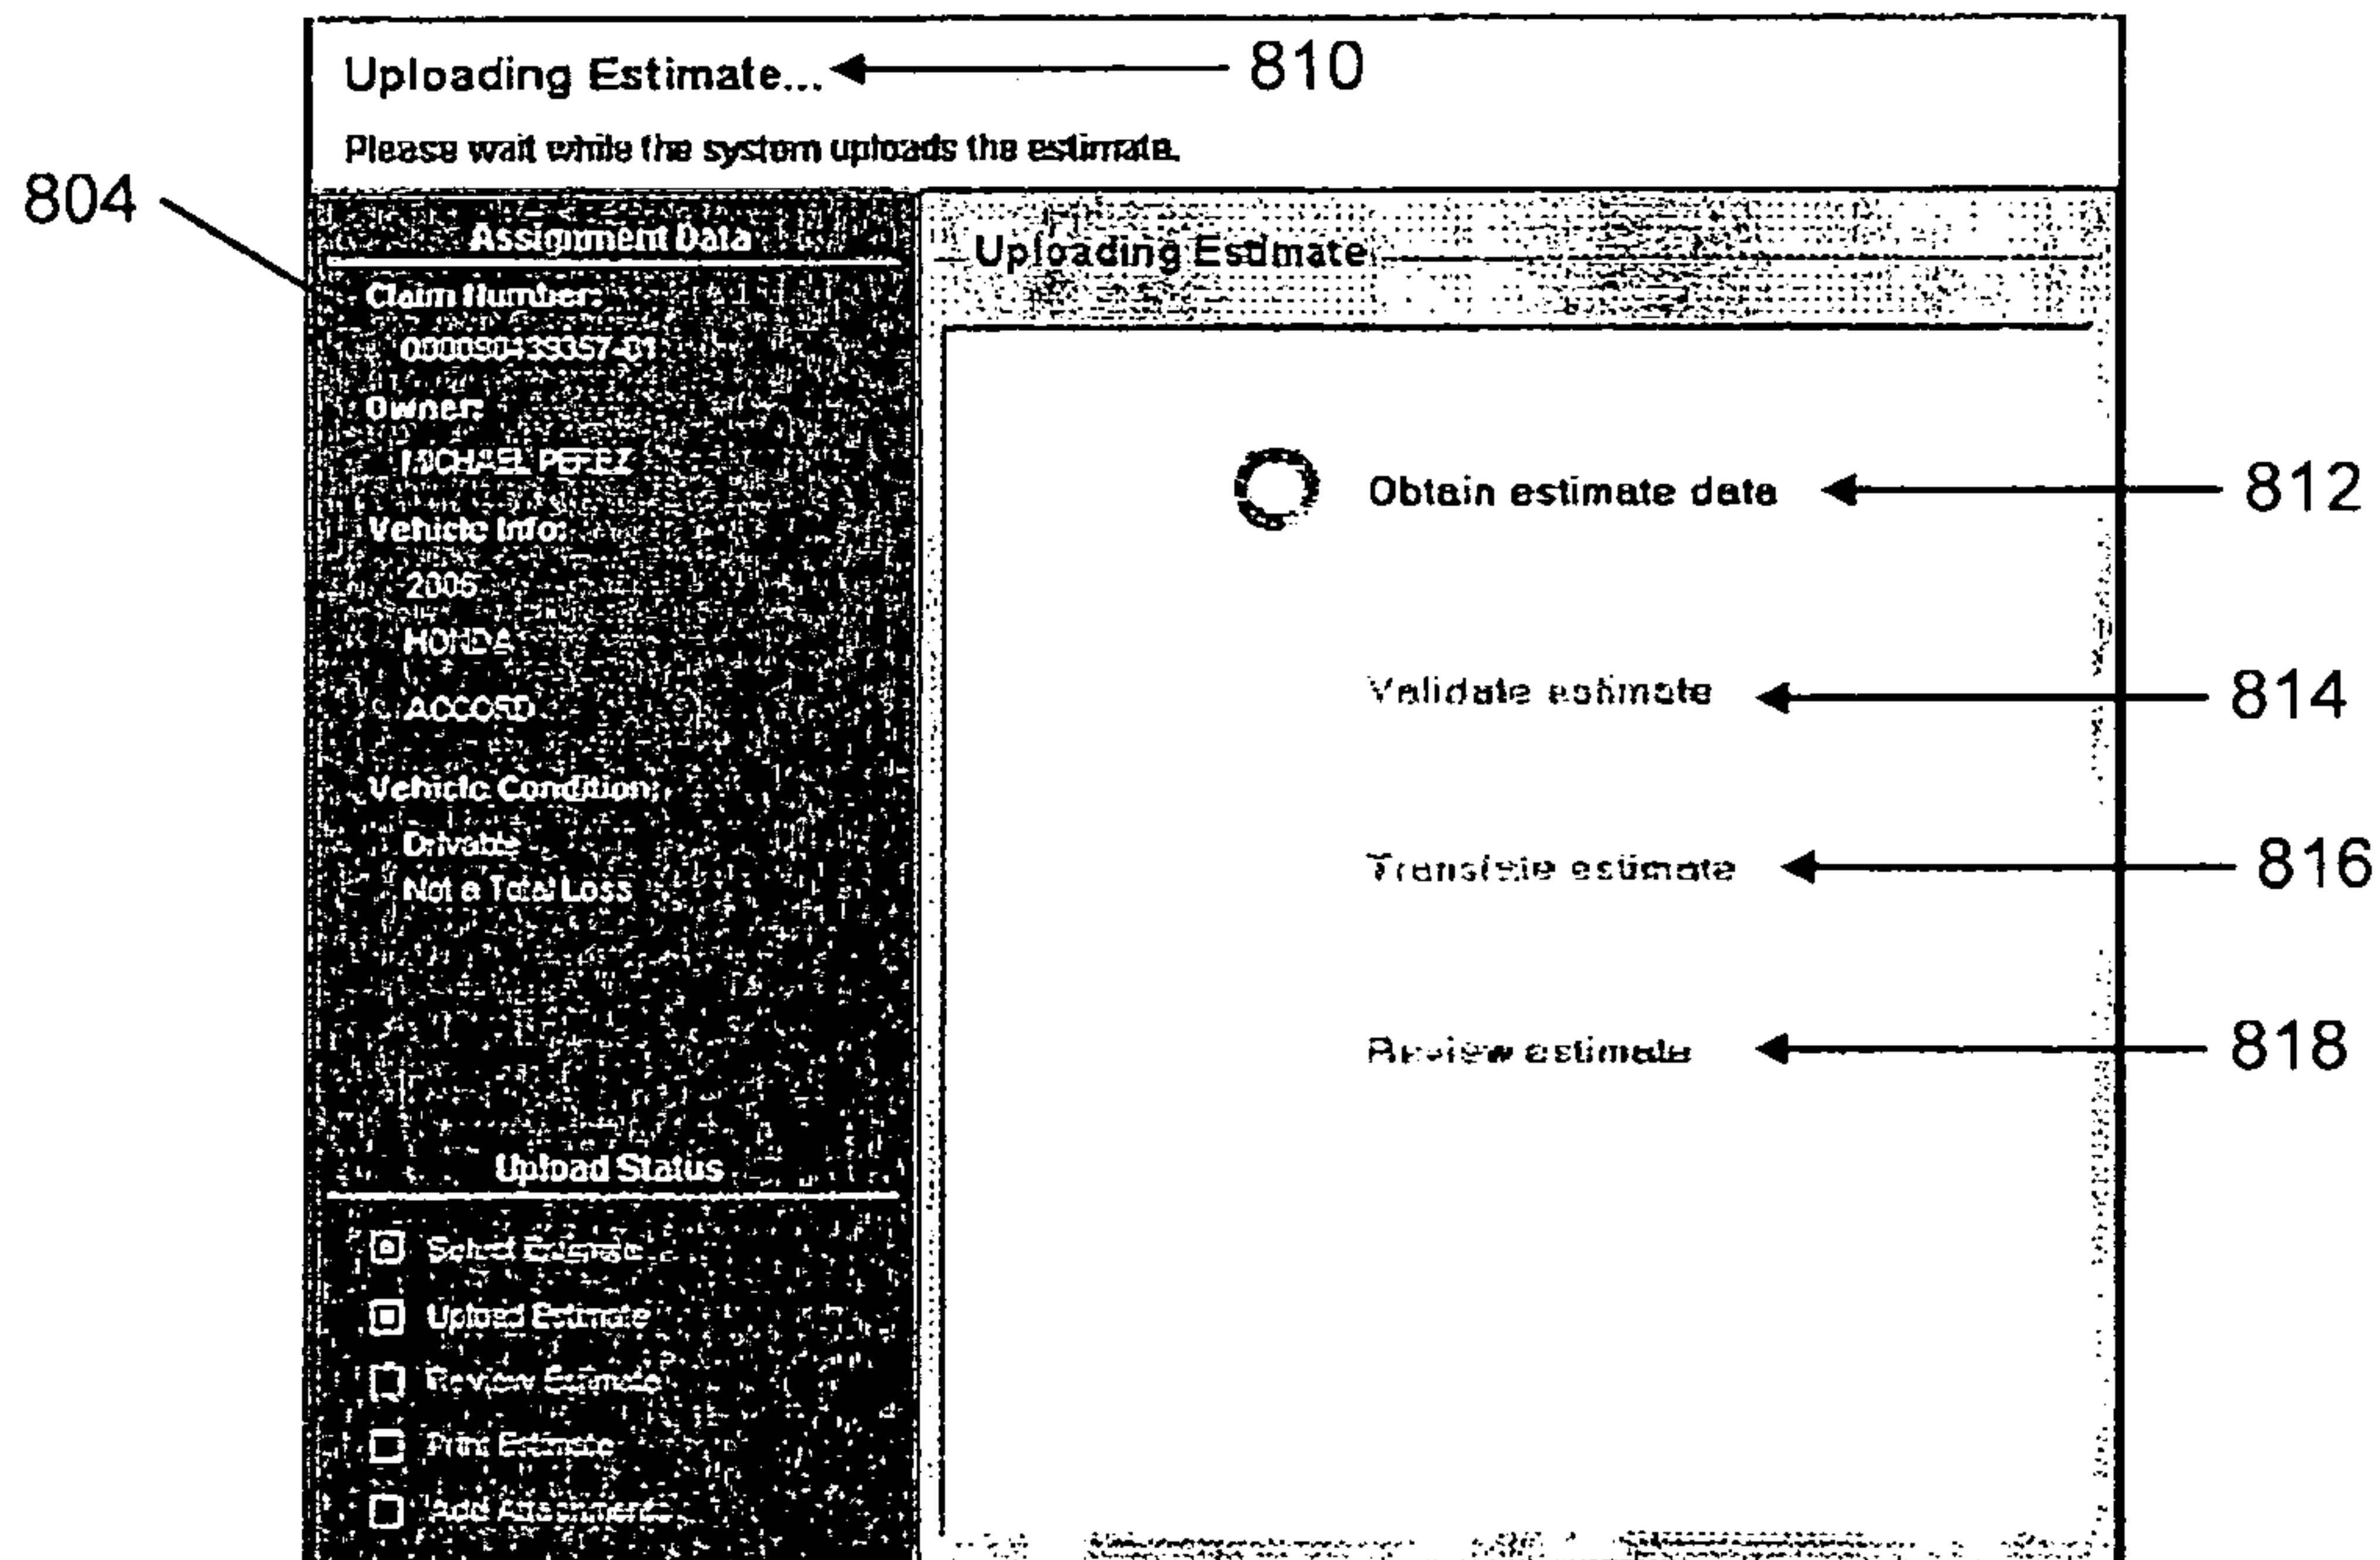 Uploading Estimate...
810
Please wait while the system uploads the estimate.
804
Assignment Data
Claim Number:
Owner:
MICHAEL PEREZ
Vehicle Info:
HONDA
ACCORD
Vehicle Condition:
Drivable
Not a Total Loss
Upload Status
Select Estimate
Upload Estimate
Review Estimate
Print Estimate
Add Attachments
Uploading Estimate
Obtain estimate data
812
Validate estimate
814
Translate estimate
816
Review estimate
818